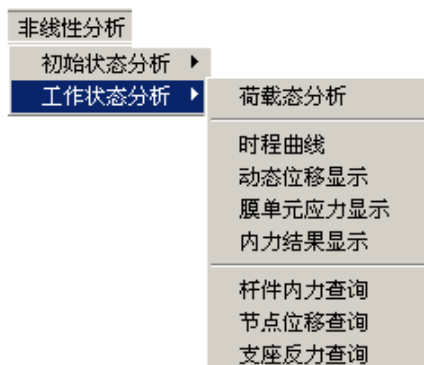 非线性分析
初始状态分析
工作状态分析
荷载态分析
时程曲线
动态位移显示
膜单元应力显示
内力结果显示
杆件内力查询
节点位移查询
支座反力查询